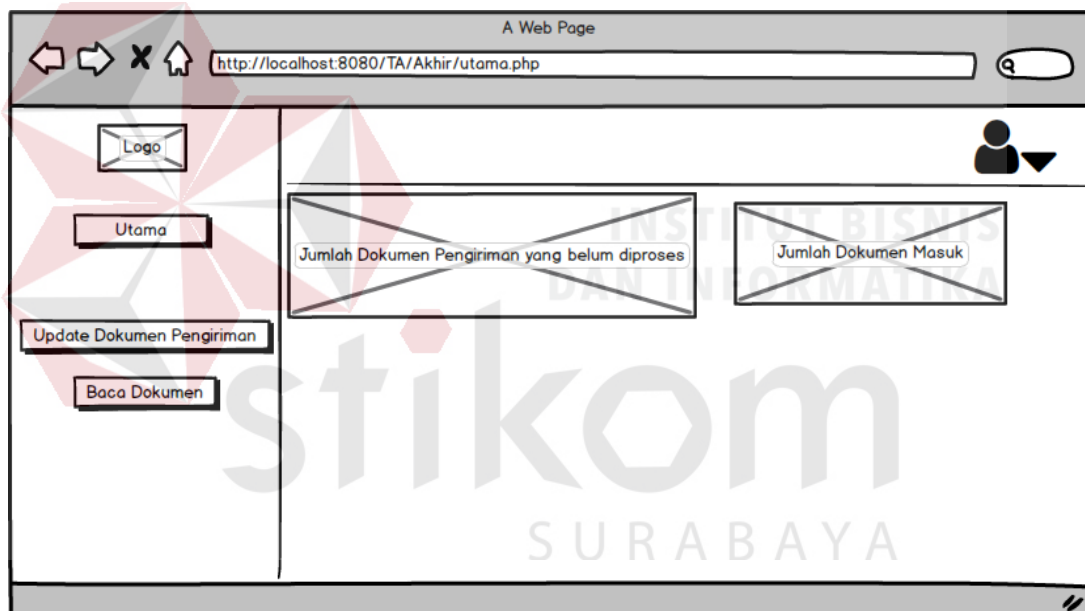 A Web Page
http://localhost:8080/TA/Akhir/utama.php
Logo
Utama
Update Dokumen Pengiriman
Baca Dokumen
Jumlah Dokumen Pengiriman yang belum diproses
Jumlah Dokumen Masuk
INSTITUT BISNIS
DAN INFORMATIKA
stikom
SURABAYA